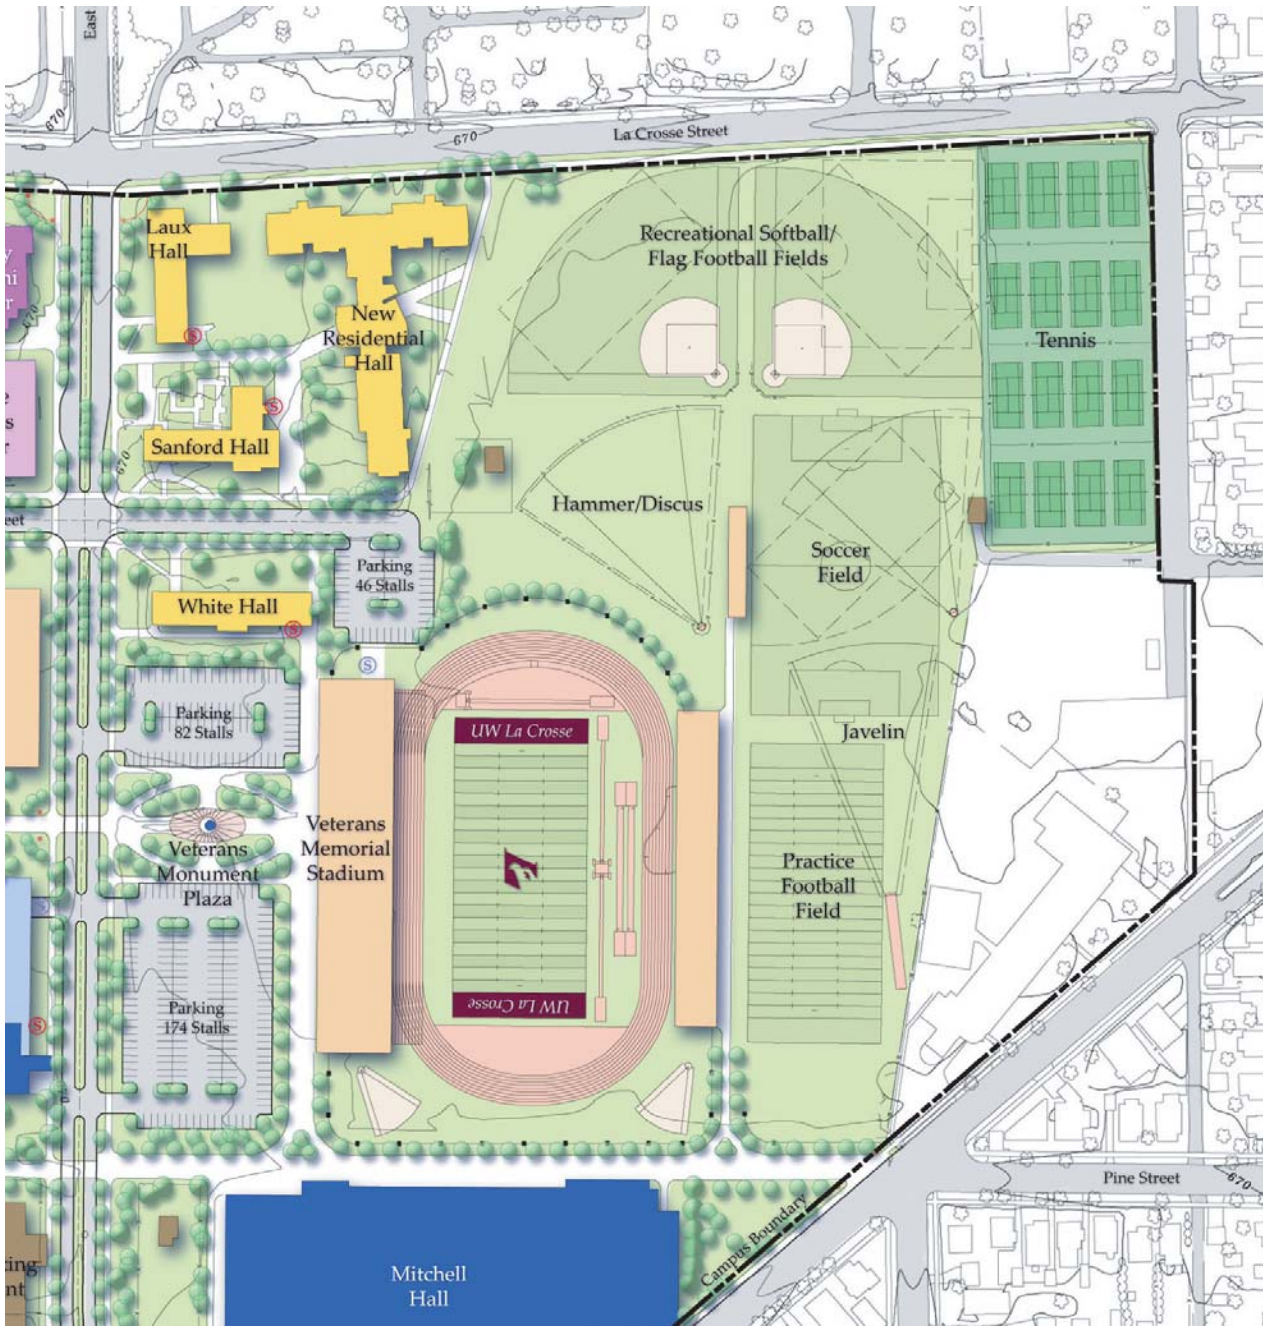 East
670
670
La Crosse Street
Laux
Hall
Recreational Softball/
Flag Football Fields
New
Residential
Hall
670
S
Tennis
S
Sanford Hall
670
Hammer/Discus
Soccer
Field
Parking
46 Stalls
White Hall
S
S
Parking
82 Stalls
UW La Crosse
Javelin
Veterans
Monument
Plaza
Veterans
Memorial
Stadium
Practice
Football
Field
S
UW La Crosse
Parking
174 Stalls
S
Pine Street
670
Campus Boundary
Mitchell
Hall